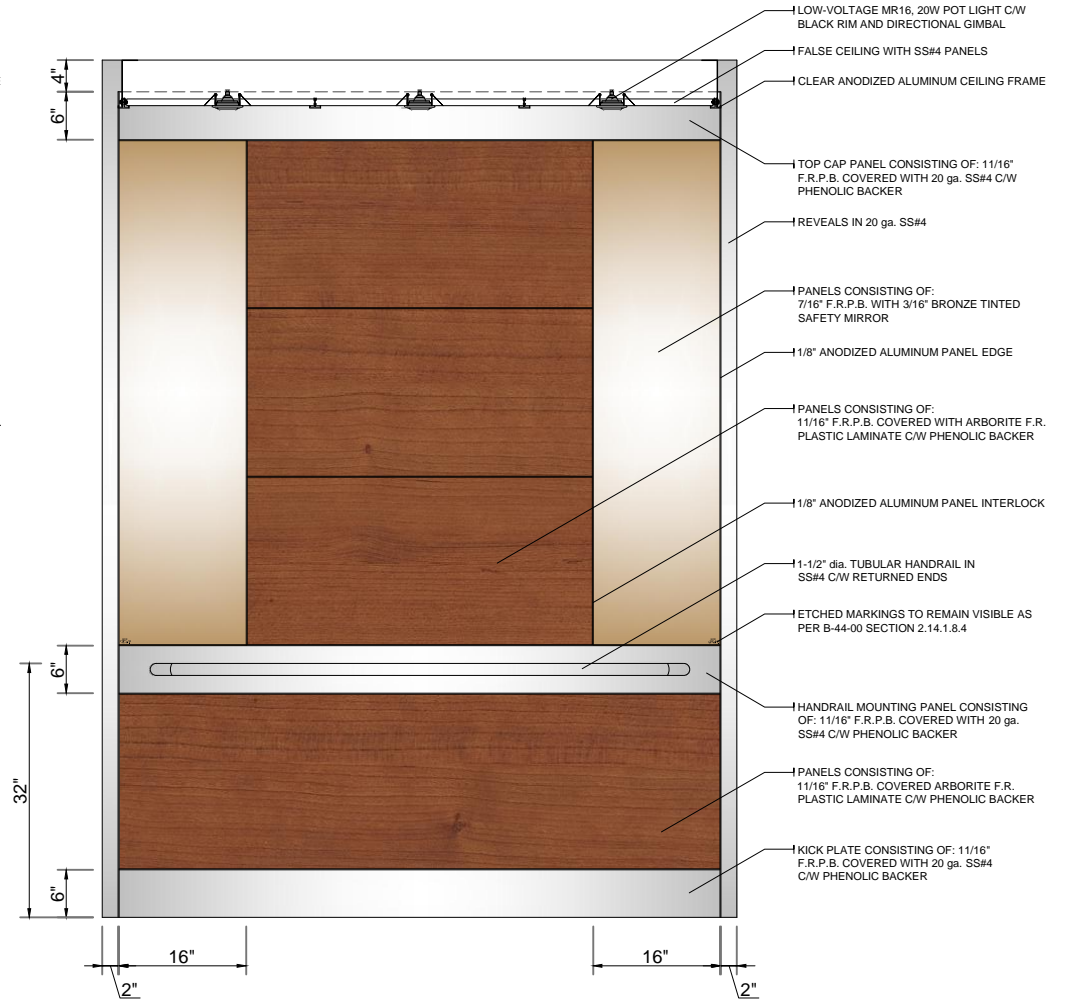 LOW-VOLTAGE MR16, 20W POT LIGHT C/W
BLACK RIM AND DIRECTIONAL GIMBAL
FALSE CEILING WITH SS#4 PANELS
CLEAR ANODIZED ALUMINUM CEILING FRAME
4"
6"
TOP CAP PANEL CONSISTING OF: 11/16"
F.R.P.B. COVERED WITH 20 ga. SS#4 C/W
PHENOLIC BACKER
REVEALS IN 20 ga. SS#4
PANELS CONSISTING OF:
7/16" F.R.P.B. WITH 3/16" BRONZE TINTED
SAFETY MIRROR
1/8" ANODIZED ALUMINUM PANEL EDGE
PANELS CONSISTING OF:
11/16" F.R.P.B. COVERED WITH ARBORITE F.R.
PLASTIC LAMINATE C/W PHENOLIC BACKER
1/8" ANODIZED ALUMINUM PANEL INTERLOCK
1-1/2" dia. TUBULAR HANDRAIL IN
SS#4 C/W RETURNED ENDS
ETCHED MARKINGS TO REMAIN VISIBLE AS
PER B-44-00 SECTION 2.14.1.8.4
6"
HANDRAIL MOUNTING PANEL CONSISTING
OF: 11/16" F.R.P.B. COVERED WITH 20 ga.
SS#4 C/W PHENOLIC BACKER
32"
PANELS CONSISTING OF:
11/16" F.R.P.B. COVERED ARBORITE F.R.
PLASTIC LAMINATE C/W PHENOLIC BACKER
6"
KICK PLATE CONSISTING OF: 11/16"
F.R.P.B. COVERED WITH 20 ga. SS#4
C/W PHENOLIC BACKER
16"
16"
2"
2"